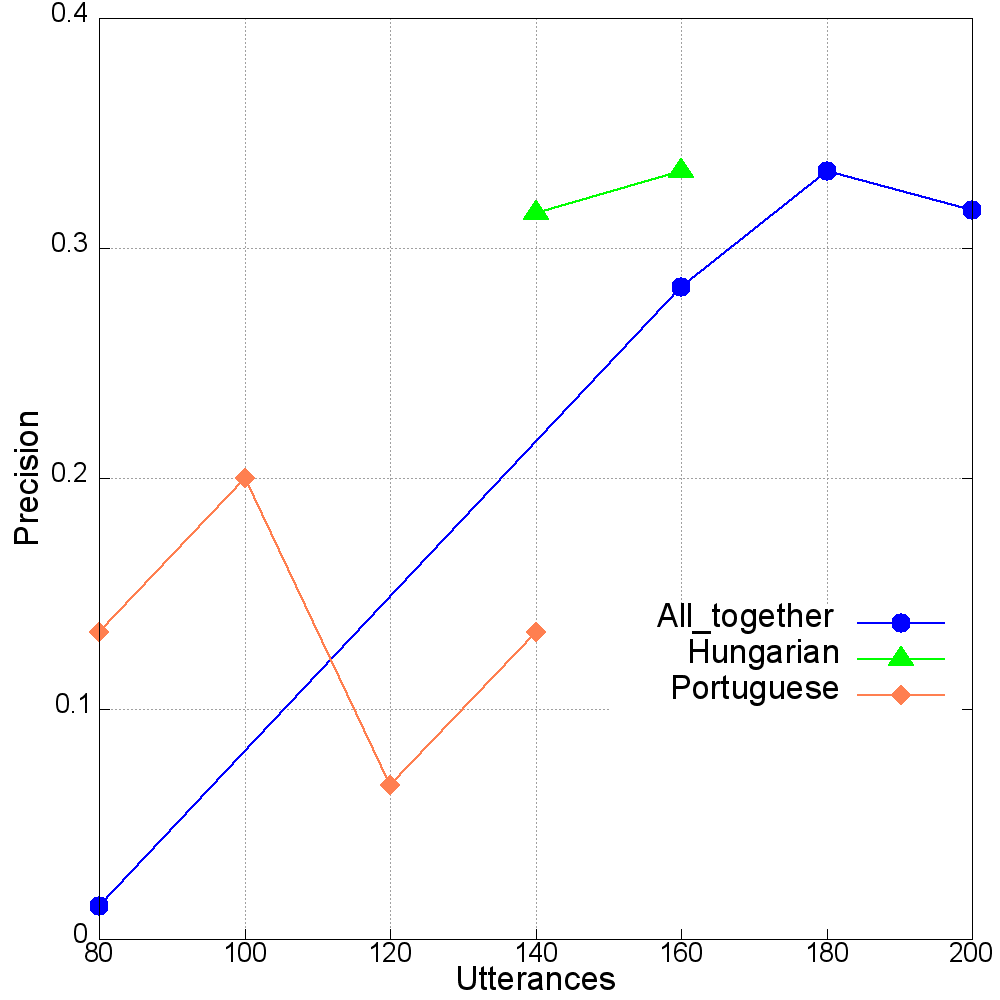 0.4
0.3
0.2
0.1
0
Precision
All_together
Hungarian
Portuguese
80 100 120 140 160 180 200
Utterances